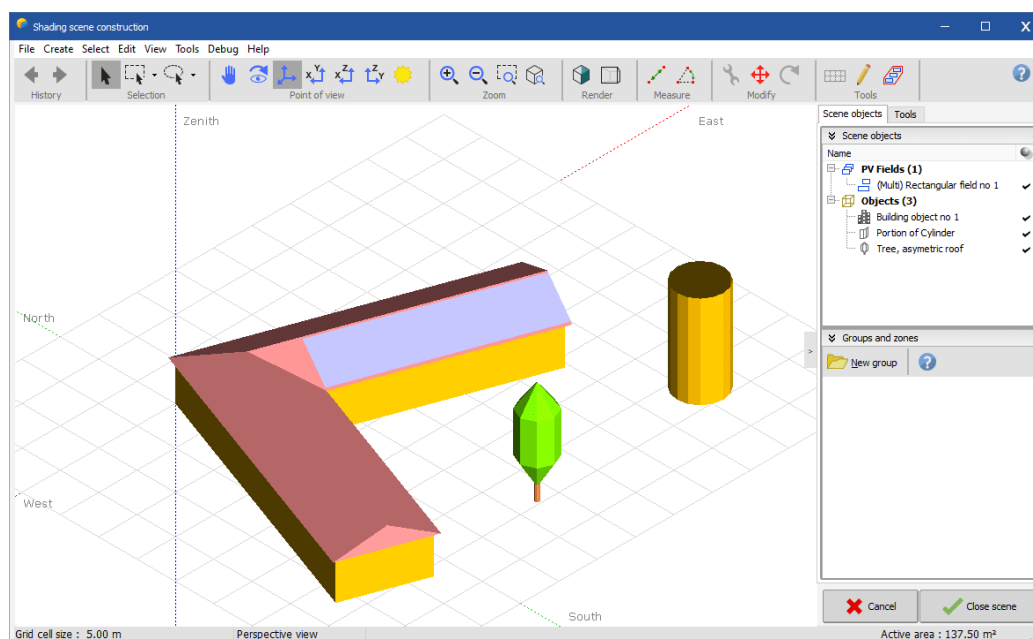 Shading scene construction
File Create Select Edit View Tools Debug Help
History Selection Point of view Zoom Render Measure Modify Tools
Zenith
East
North
West
South
Scene objects Tools
Scene objects
Name
PV Fields (1)
(Multi) Rectangular field no 1
Objects (3)
Building object no 1
Portion of Cylinder
Tree, asymetric roof
Groups and zones
New group
Cancel Close scene
Grid cell size : 5.00 m Perspective view Active area : 137.50 m²